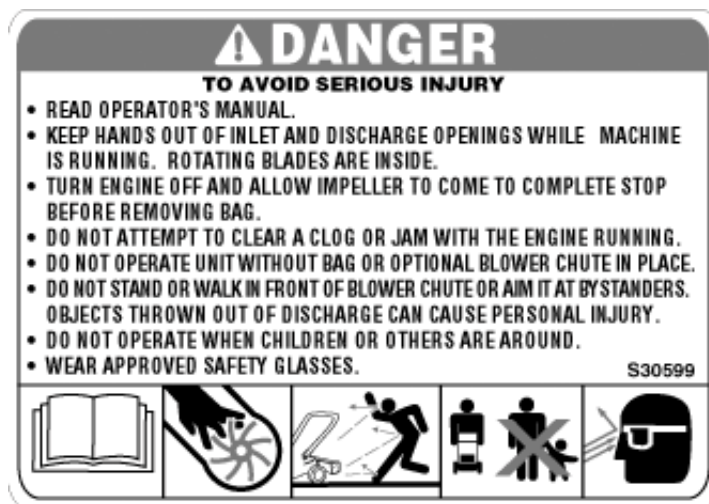 DANGER
TO AVOID SERIOUS INJURY
• READ OPERATOR'S MANUAL.
• KEEP HANDS OUT OF INLET AND DISCHARGE OPENINGS WHILE MACHINE
IS RUNNING. ROTATING BLADES ARE INSIDE.
• TURN ENGINE OFF AND ALLOW IMPELLER TO COME TO COMPLETE STOP
BEFORE REMOVING BAG.
• DO NOT ATTEMPT TO CLEAR A CLOG OR JAM WITH THE ENGINE RUNNING.
• DO NOT OPERATE UNIT WITHOUT BAG OR OPTIONAL BLOWER CHUTE IN PLACE.
• DO NOT STAND OR WALK IN FRONT OF BLOWER CHUTE OR AIM IT AT BYSTANDERS.
OBJECTS THROWN OUT OF DISCHARGE CAN CAUSE PERSONAL INJURY.
• DO NOT OPERATE WHEN CHILDREN OR OTHERS ARE AROUND.
• WEAR APPROVED SAFETY GLASSES.
S30599